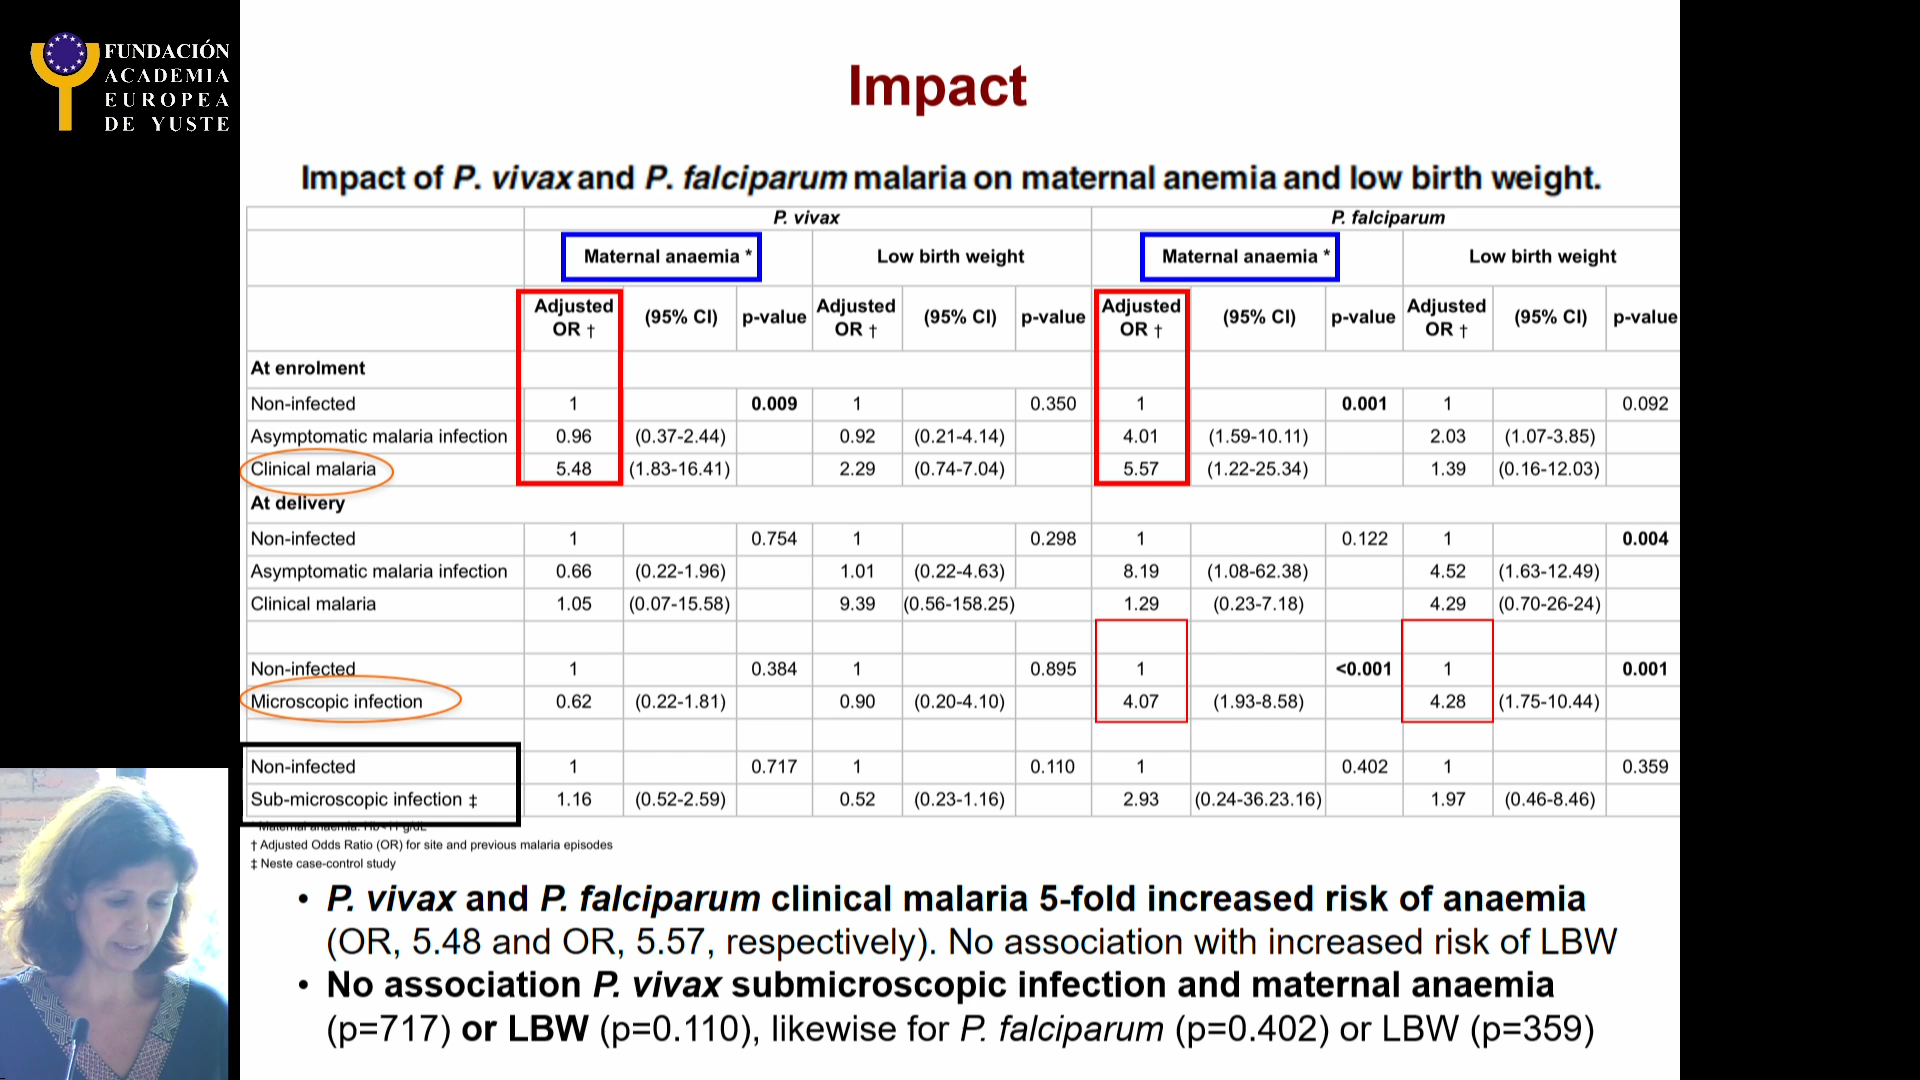 FUNDACIÓN
ACADEMIA
EUROPEA
DE YUSTE
Impact
Impact of P. vivax and P. falciparum malaria on maternal anemia and low birth weight.
P. vivax P. falciparum
Maternal anaemia * Low birth weight Maternal anaemia * Low birth weight
Adjusted OR † (95% CI) p-value Adjusted OR † (95% CI) p-value Adjusted OR † (95% CI) p-value Adjusted OR † (95% CI) p-value
At enrolment
Non-infected 1 0.009 1 0.350 1 0.001 1 0.092
Asymptomatic malaria infection 0.96 (0.37-2.44) 0.92 (0.21-4.14) 4.01 (1.59-10.11) 2.03 (1.07-3.85)
Clinical malaria 5.48 (1.83-16.41) 2.29 (0.74-7.04) 5.57 (1.22-25.34) 1.39 (0.16-12.03)
At delivery
Non-infected 1 0.754 1 0.298 1 0.122 1 0.004
Asymptomatic malaria infection 0.66 (0.22-1.96) 1.01 (0.22-4.63) 8.19 (1.08-62.38) 4.52 (1.63-12.49)
Clinical malaria 1.05 (0.07-15.58) 9.39 (0.56-158.25) 1.29 (0.23-7.18) 4.29 (0.70-26-24)
Non-infected 1 0.384 1 0.895 1 <0.001 1 0.001
Microscopic infection 0.62 (0.22-1.81) 0.90 (0.20-4.10) 4.07 (1.93-8.58) 4.28 (1.75-10.44)
Non-infected 1 0.717 1 0.110 1 0.402 1 0.359
Sub-microscopic infection ‡ 1.16 (0.52-2.59) 0.52 (0.23-1.16) 2.93 (0.24-36.23.16) 1.97 (0.46-8.46)
Maternal anaemia:
† Adjusted Odds Ratio (OR) for site and previous malaria episodes
‡ Neste case-control study
• P. vivax and P. falciparum clinical malaria 5-fold increased risk of anaemia
(OR, 5.48 and OR, 5.57, respectively). No association with increased risk of LBW
• No association P. vivax submicroscopic infection and maternal anaemia
(p=717) or LBW (p=0.110), likewise for P. falciparum (p=0.402) or LBW (p=359)